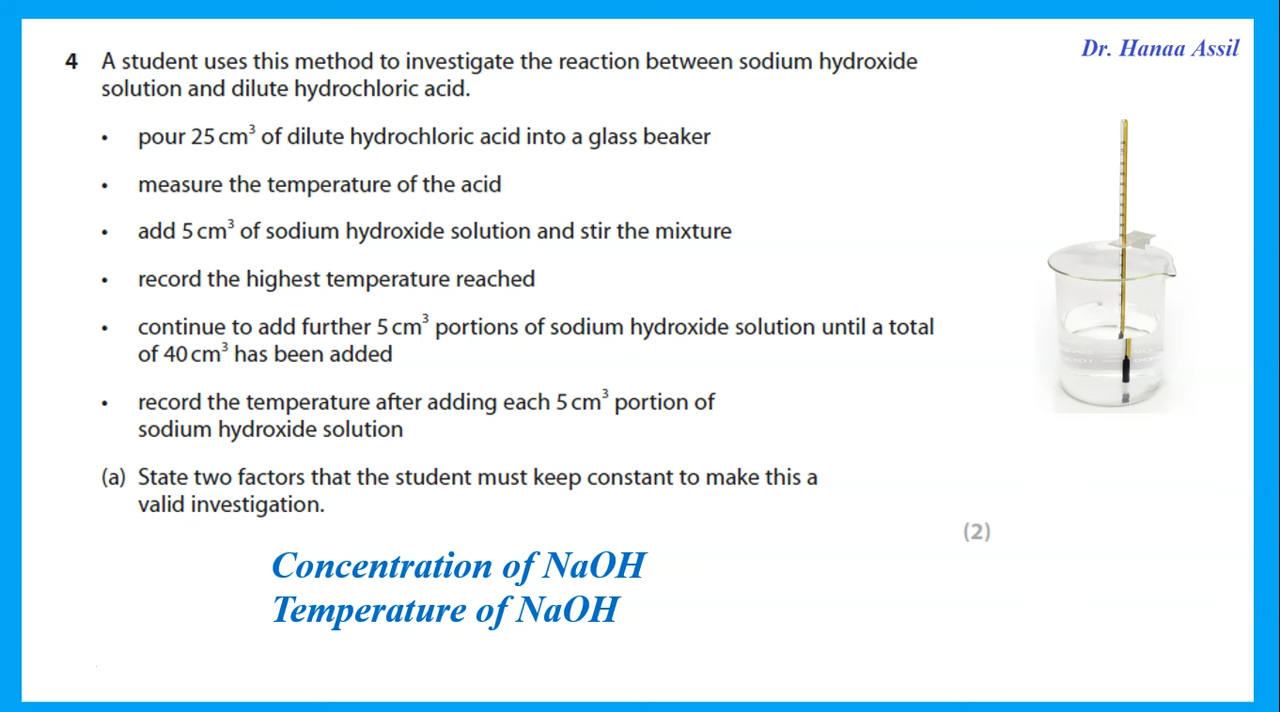 Dr. Hanaa Assil
4 A student uses this method to investigate the reaction between sodium hydroxide
solution and dilute hydrochloric acid.
• pour 25 cm³ of dilute hydrochloric acid into a glass beaker
• measure the temperature of the acid
• add 5 cm³ of sodium hydroxide solution and stir the mixture
• record the highest temperature reached
• continue to add further 5 cm³ portions of sodium hydroxide solution until a total
of 40 cm³ has been added
• record the temperature after adding each 5 cm³ portion of
sodium hydroxide solution
(a) State two factors that the student must keep constant to make this a
valid investigation.
(2)
Concentration of NaOH
Temperature of NaOH